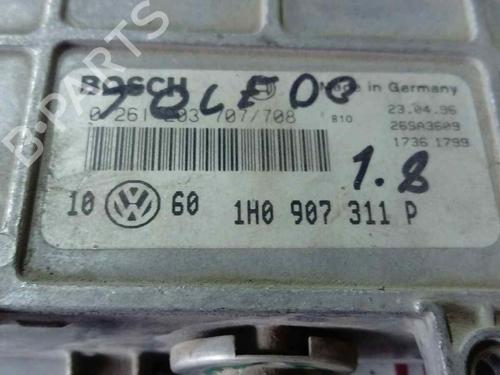 B-PARTS
BOSCH
Made in Germany
TOLEDO
0 261 203 707/708
B10
23.04.96
26SA3609
1736 1799
1.8
10 60 1H0 907 311 P